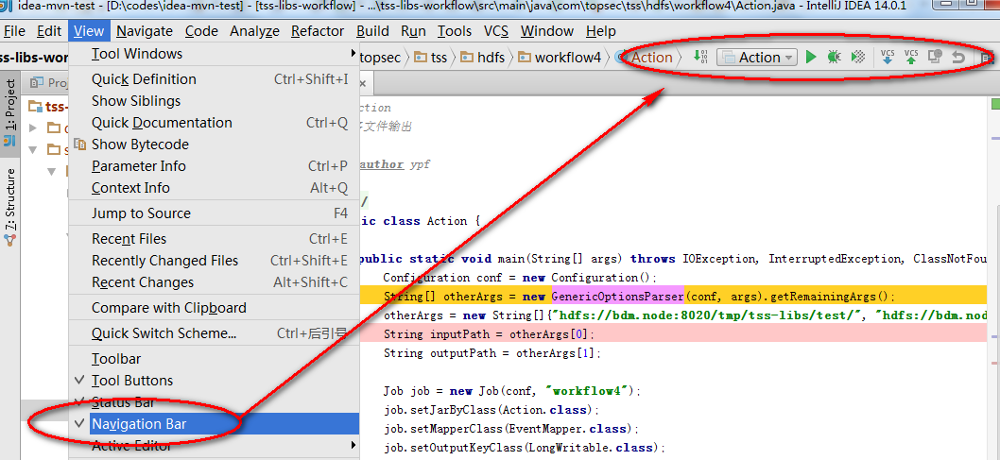 idea-mvn-test - [D:\codes\idea-mvn-test] - [tss-libs-workflow] - ...\tss-libs-workflow\src\main\java\com\topsec\tss\hdfs\workflow4\Action.java - IntelliJ IDEA 14.0.1
File Edit View Navigate Code Analyze Refactor Build Run Tools VCS Window Help
ss-libs-wor topsec tss hdfs workflow4 Action Action VCS VCS
1: Project
7: Structure
Pro
tss-
Tool Windows
Quick Definition Ctrl+Shift+I
Show Siblings
Quick Documentation Ctrl+Q
Show Bytecode
Parameter Info Ctrl+P
Context Info Alt+Q
Jump to Source F4
Recent Files Ctrl+E
Recently Changed Files Ctrl+Shift+E
Recent Changes Alt+Shift+C
Compare with Clipboard
Quick Switch Scheme... Ctrl+后引号
Toolbar
Tool Buttons
Status Bar
Navigation Bar
Active Editor
ction
文件输出
author ypf
/
ic class Action {
public static void main(String[] args) throws IOException, InterruptedException, ClassNotFou
Configuration conf = new Configuration();
String[] otherArgs = new GenericOptionsParser(conf, args).getRemainingArgs();
otherArgs = new String[]{"hdfs://bdm.node:8020/tmp/tss-libs/test/", "hdfs://bdm.nod
String inputPath = otherArgs[0];
String outputPath = otherArgs[1];
Job job = new Job(conf, "workflow4");
job.setJarByClass(Action.class);
job.setMapperClass(EventMapper.class);
job.setOutputKeyClass(LongWritable.class);